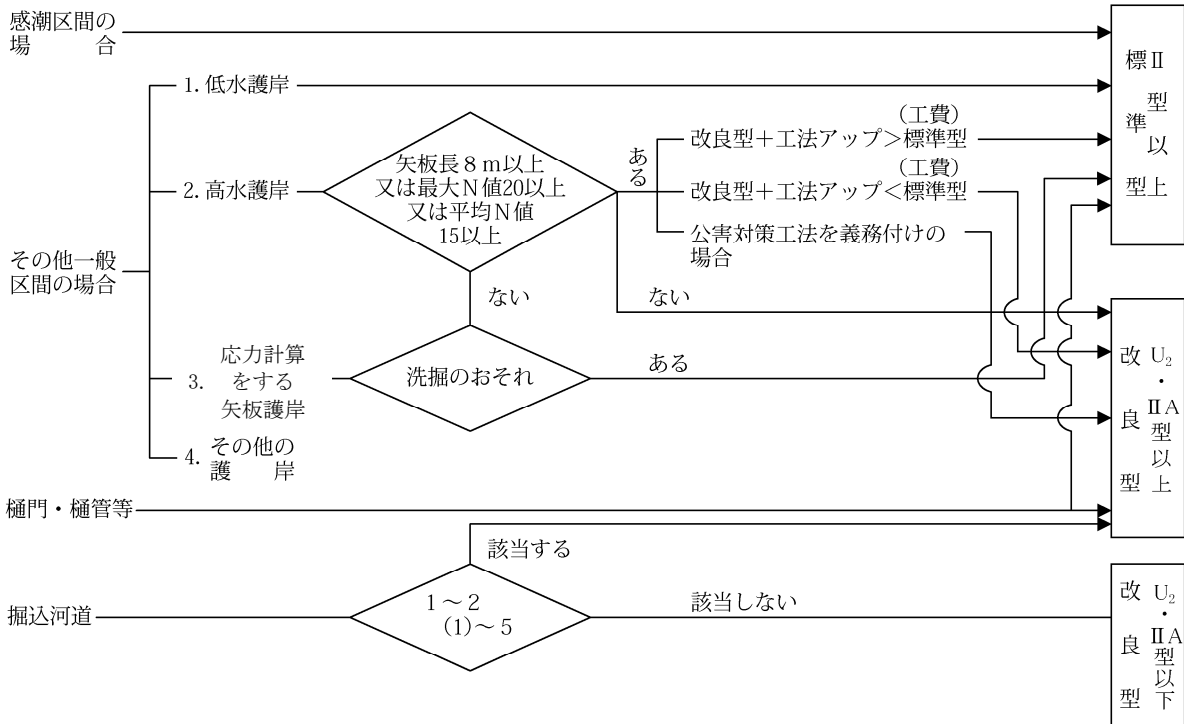 感潮区間の
場　　合
1. 低水護岸
2. 高水護岸
矢板長８ｍ以上
又は最大Ｎ値20以上
又は平均Ｎ値
15以上
ある
（工費）
改良型＋工法アップ＞標準型
（工費）
改良型＋工法アップ＜標準型
公害対策工法を義務付けの
場合
その他一般
区間の場合
ない
ない
3.
応力計算
をする
矢板護岸
洗掘のおそれ
ある
4.
その他の
護　　岸
樋門・樋管等
掘込河道
該当する
1～2
(1)～5
該当しない
標準型
Ⅱ型以上
改良型
U₂・ⅡA型以上
改良型
U₂・ⅡA型以下